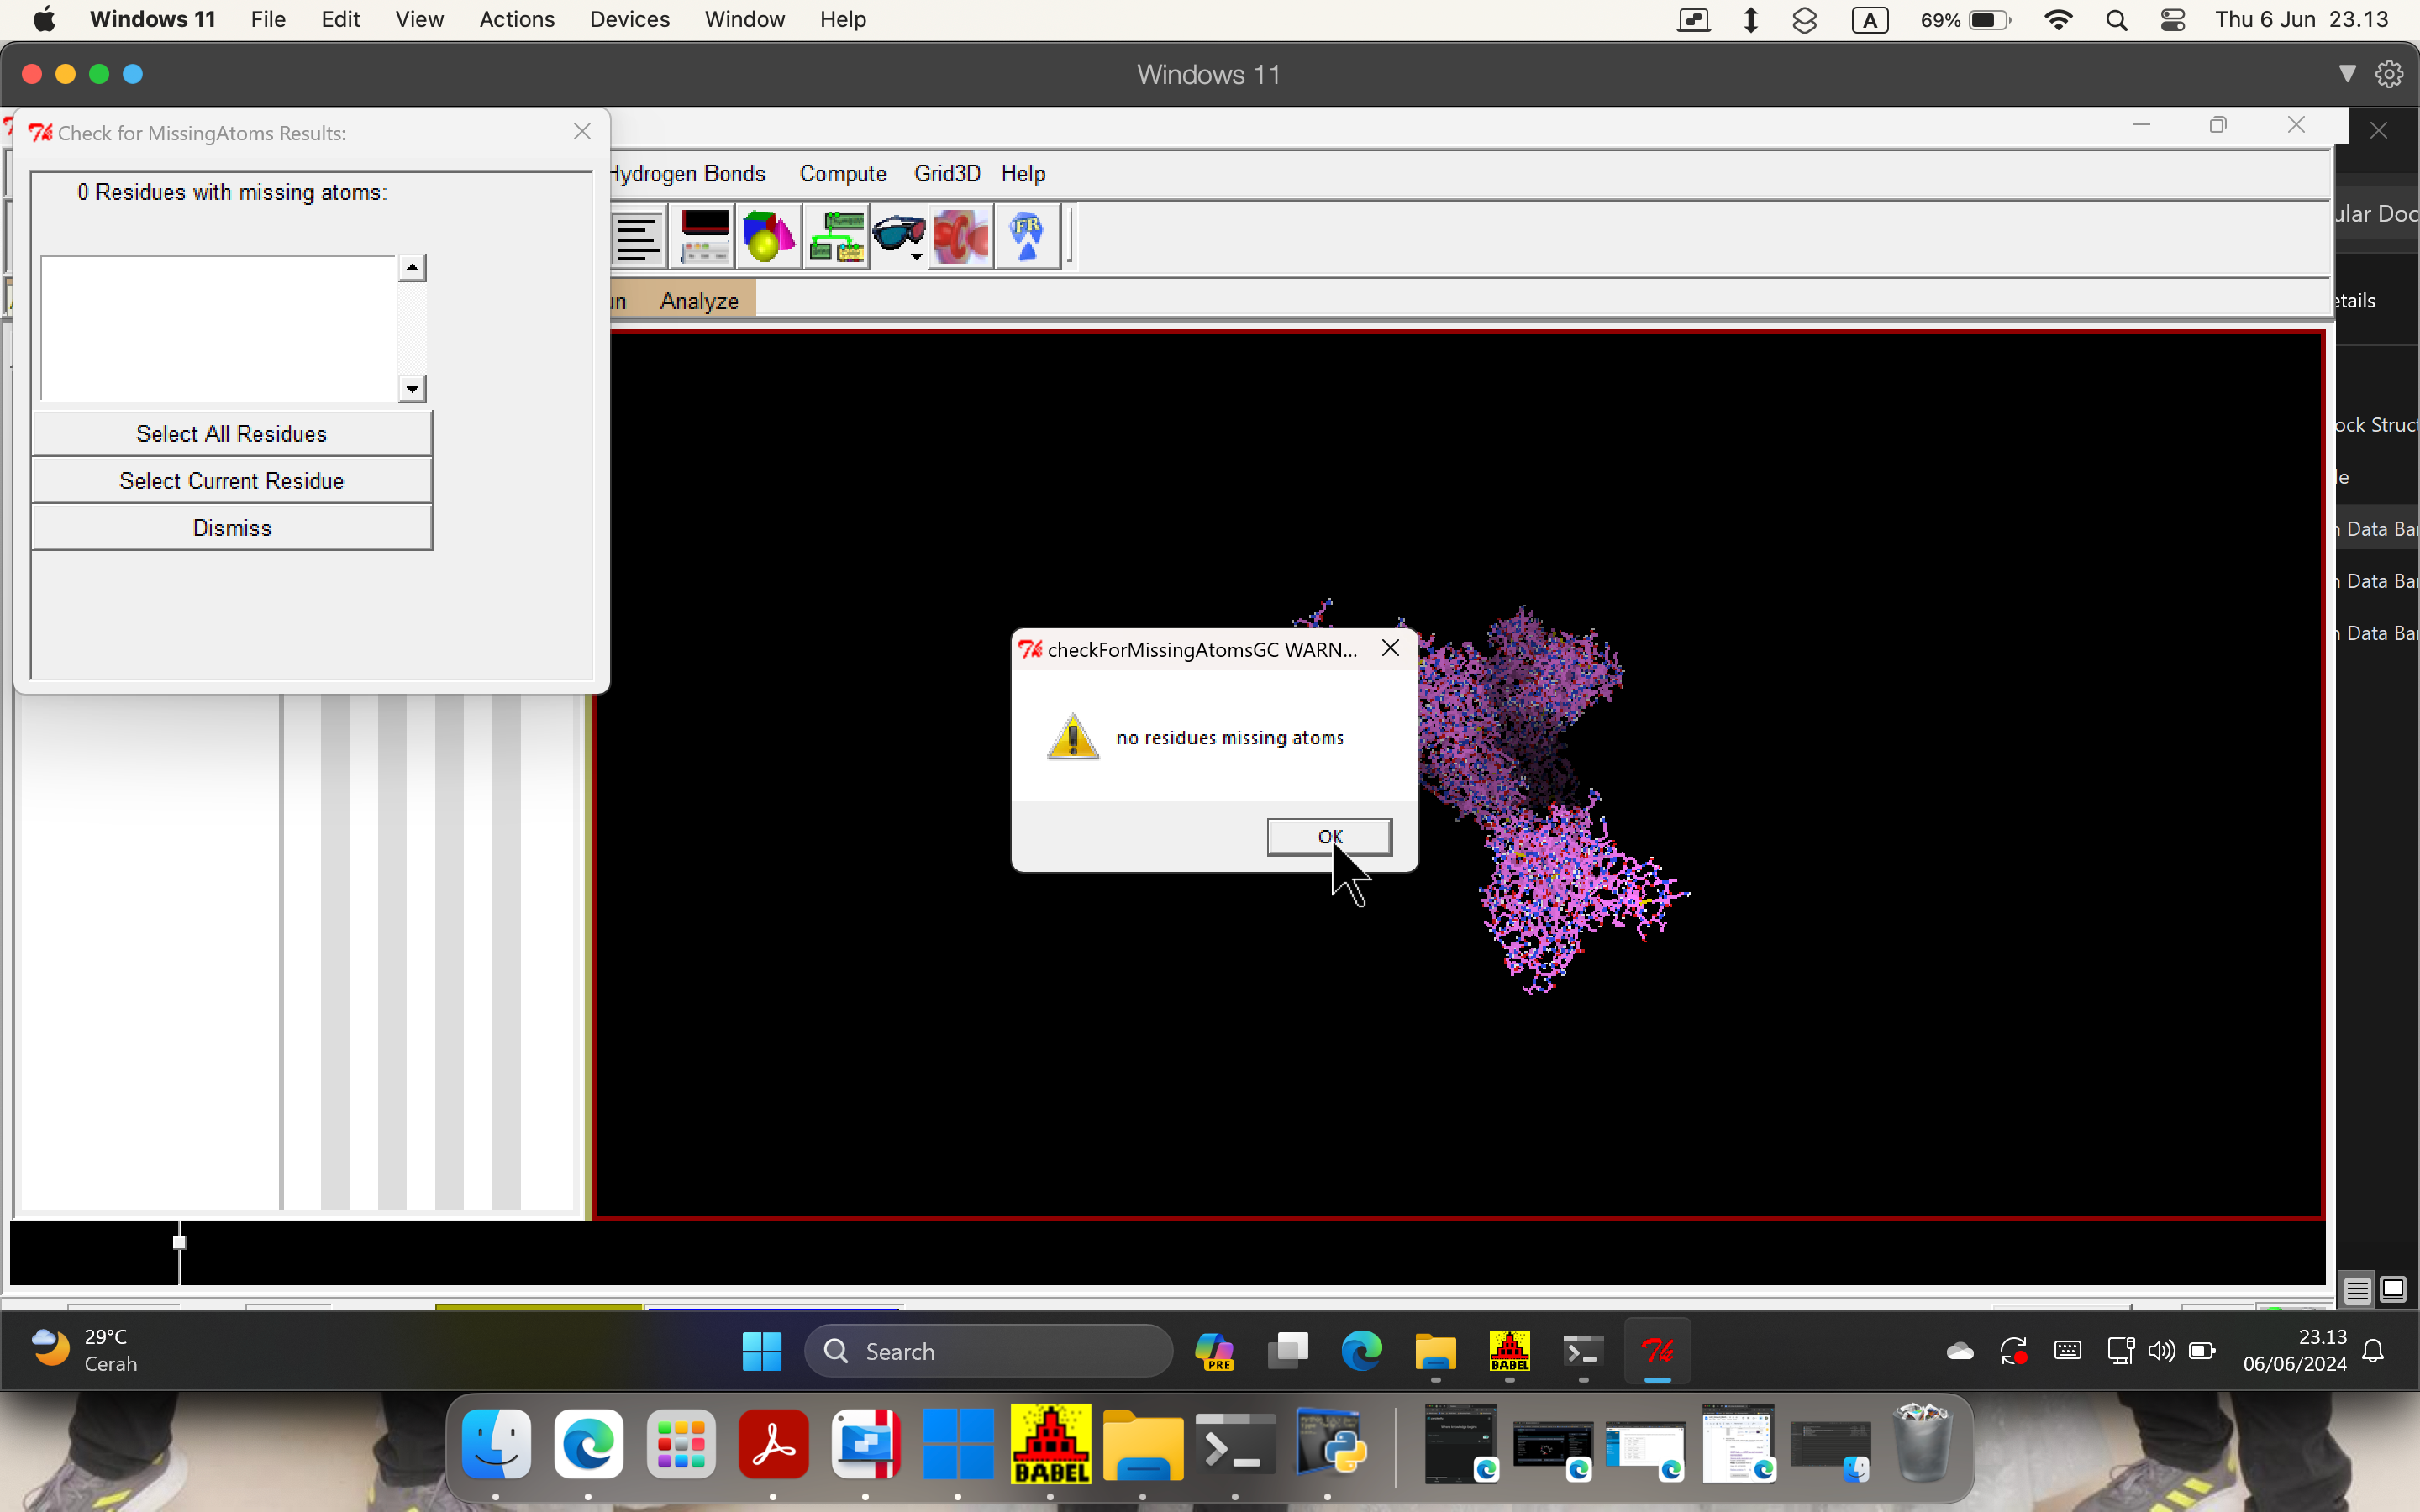 Windows 11 File Edit View Actions Devices Window Help A 69% Thu 6 Jun 23.13
Windows 11
Check for MissingAtoms Results:
0 Residues with missing atoms:
Select All Residues
Select Current Residue
Dismiss
Hydrogen Bonds Compute Grid3D Help
FR
Analyze
checkForMissingAtomsGC WARN...
no residues missing atoms
OK
ular Doc
etails
ock Struct
le
n Data Ba
n Data Ba
n Data Ba
29°C
Cerah
Search
PRE
BABEL
23.13
06/06/2024
BABEL